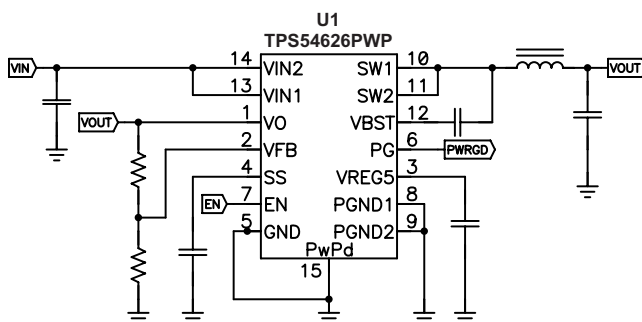 U1
TPS54626PWP
VIN
14 VIN2 SW1 10
13 VIN1 SW2 11
VOUT
VOUT 1 VO VBST 12
2 VFB PG 6 PWRGD
4 SS VREG5 3
EN 7 EN PGND1 8
5 GND PGND2 9
PwPd
15